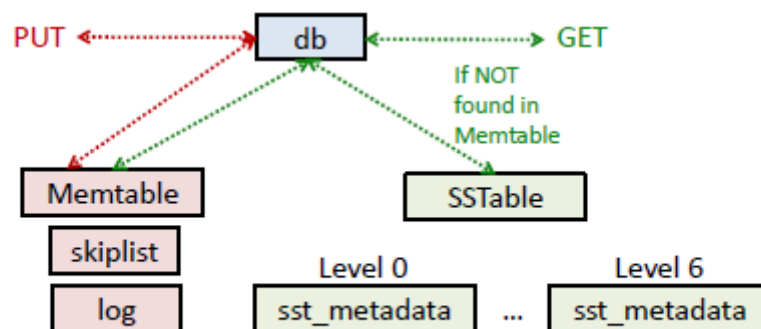 PUT
db
GET
If NOT
found in
Memtable
Memtable
SSTable
skiplist
Level 0
Level 6
log
sst_metadata
...
sst_metadata